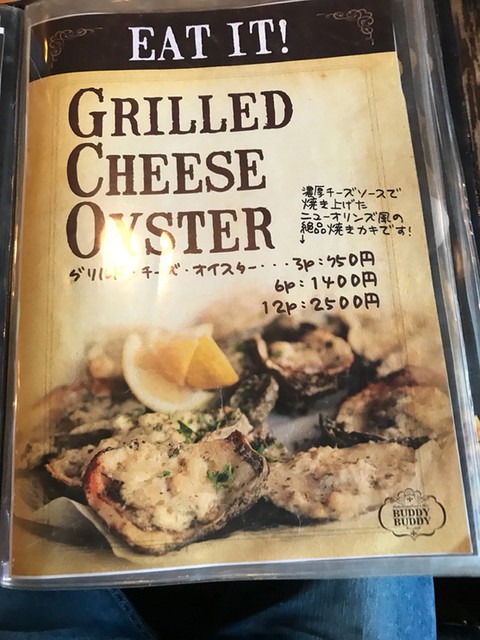 EAT IT!
GRILLED
CHEESE
OYSTER
濃厚チーズソースで
焼き上げた
ニューオリンズ風の
絶品焼きカキです!
↓
グリルド・チーズ・オイスター・・・3p:750円
6p:1400円
12p:2500円
BUDDY
BUDDY